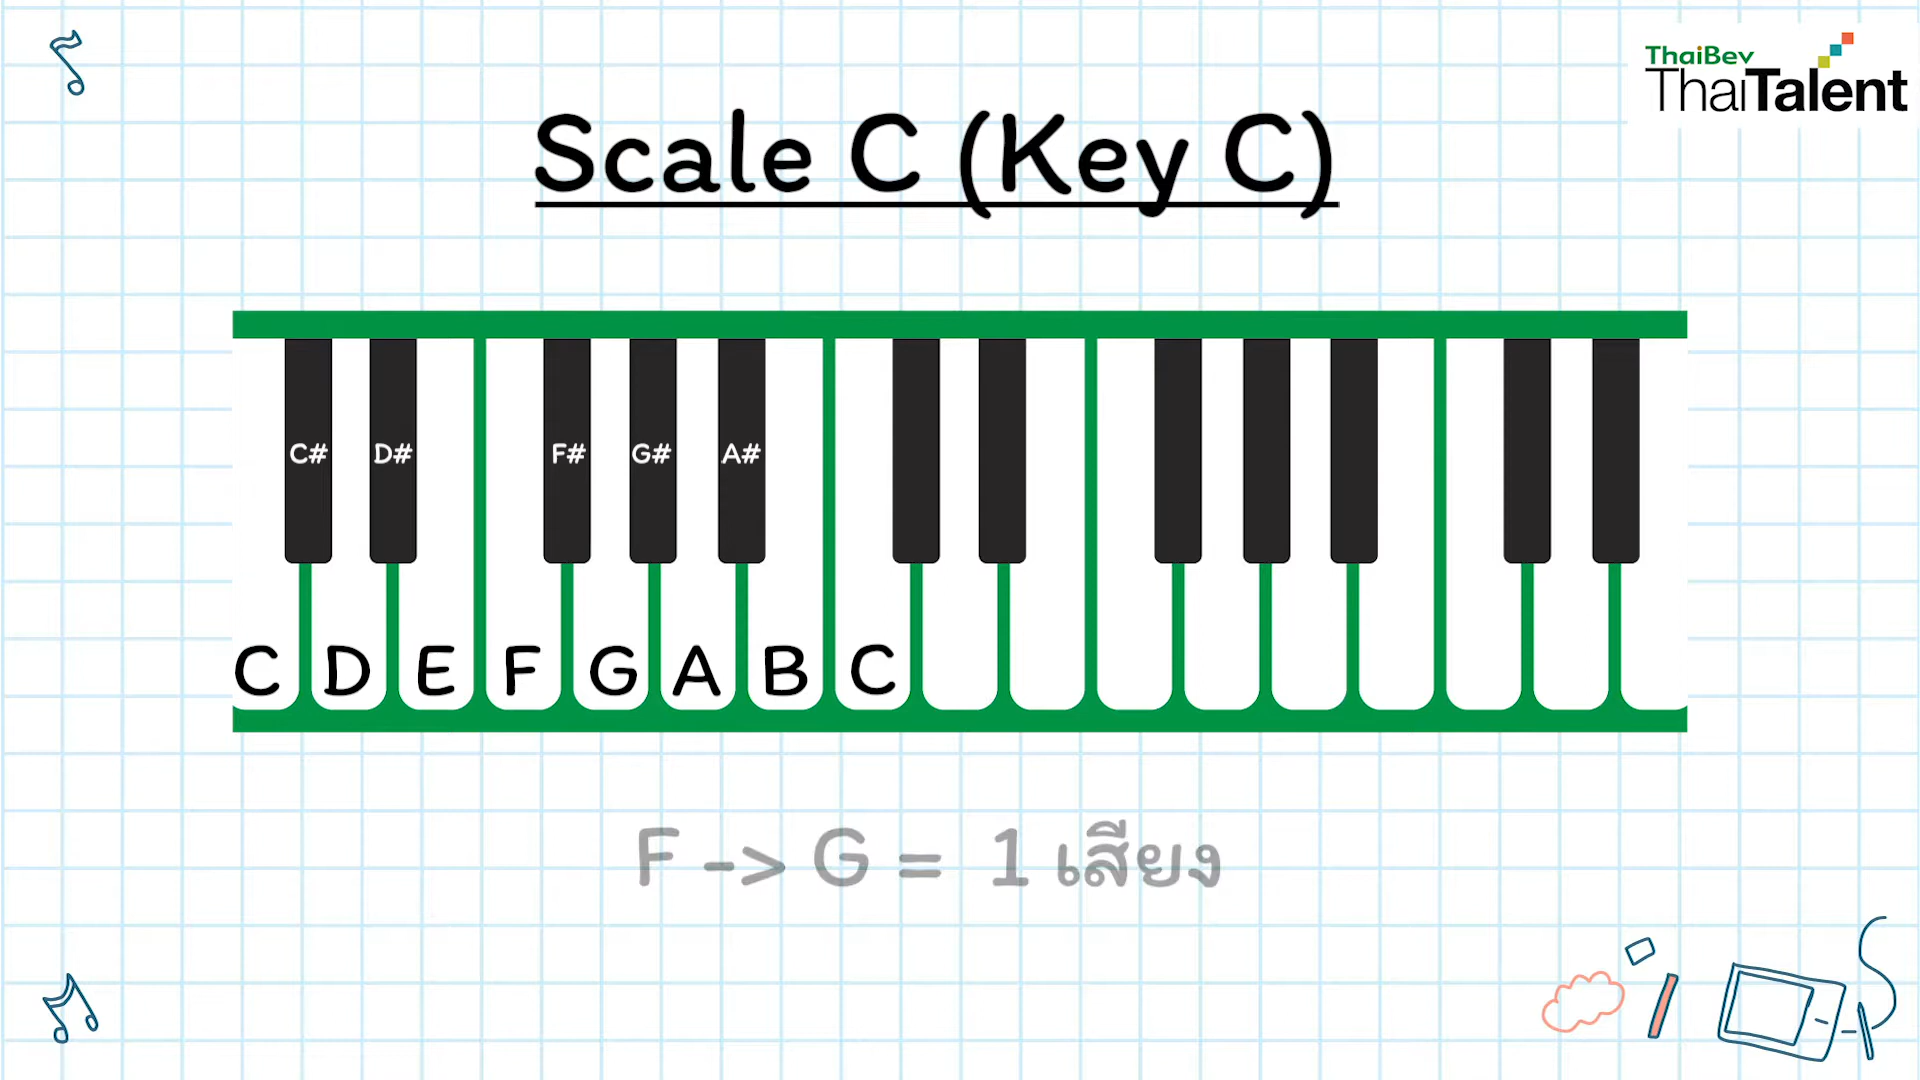 ThaiBev
ThaiTalent
Scale C (Key C)
C# D# F# G# A#
C D E F G A B C
F -> G = 1 เสียง